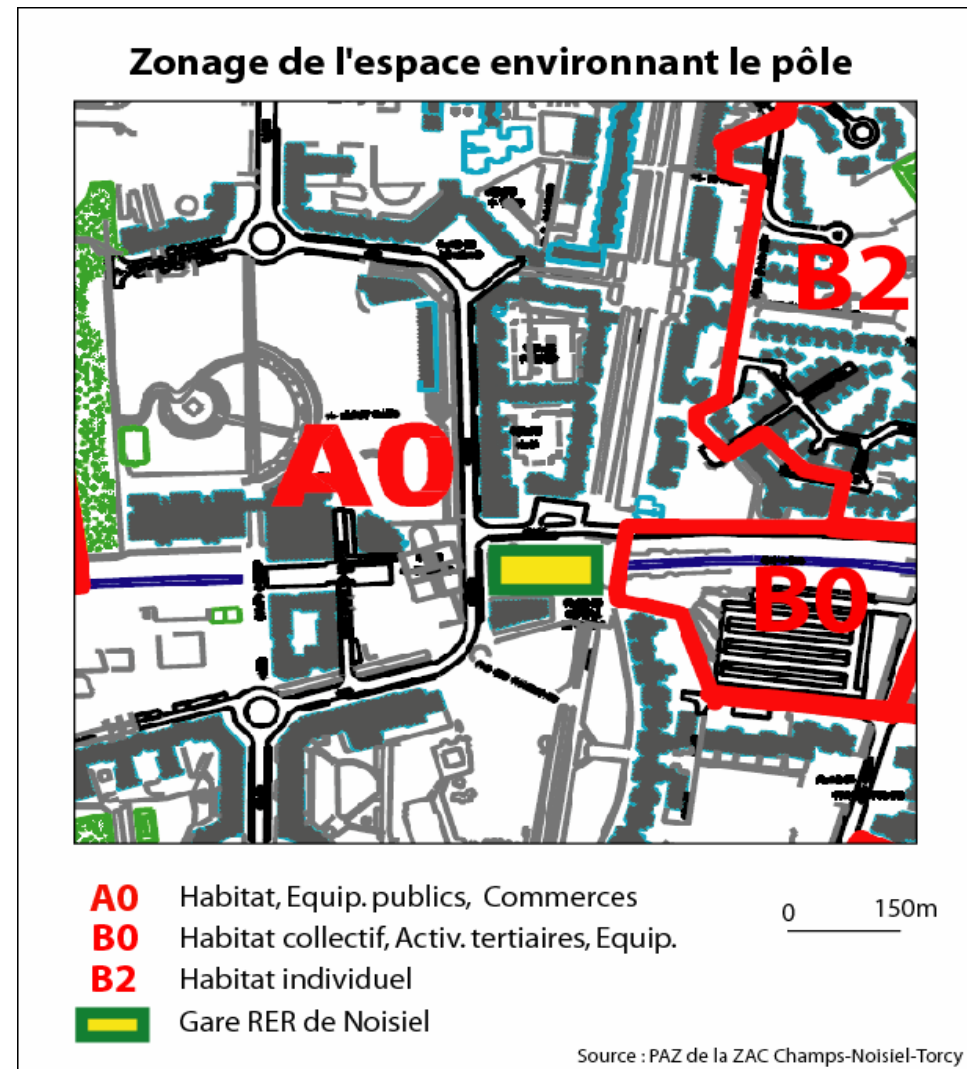 Zonage de l'espace environnant le pôle
B2
A0
B0
A0 Habitat, Equip. publics, Commerces
B0 Habitat collectif, Activ. tertiaires, Equip.
B2 Habitat individuel
Gare RER de Noisiel
0 150m
Source : PAZ de la ZAC Champs-Noisiel-Torcy